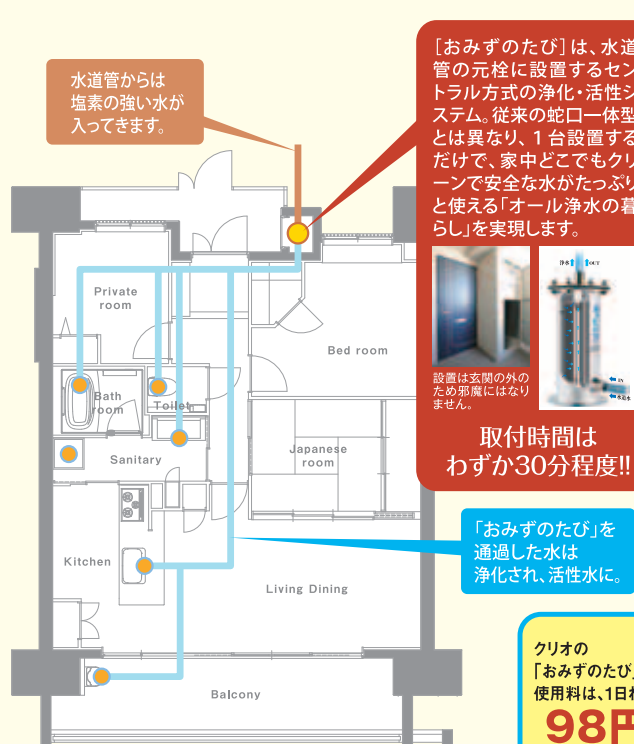 水道管からは
塩素の強い水が
入ってきます。
[おみずのたび]は、水道
管の元栓に設置するセン
トラル方式の浄化・活性シ
ステム。従来の蛇口一体型
とは異なり、1台設置する
だけで、家中どこでもクリ
ーンで安全な水がたっぷり
と使える「オール浄水の暮
らし」を実現します。
浄水
OUT
IN
水道水
設置は玄関の外の
ため邪魔にはなり
ません。
取付時間は
わずか30分程度!!
Private
room
Bed room
Bath
room
Toilet
Japanese
room
Sanitary
Kitchen
Living Dining
Balcony
「おみずのたび」を
通過した水は
浄化され、活性水に。
クリオの
「おみずのたび」
使用料は、1日
98円